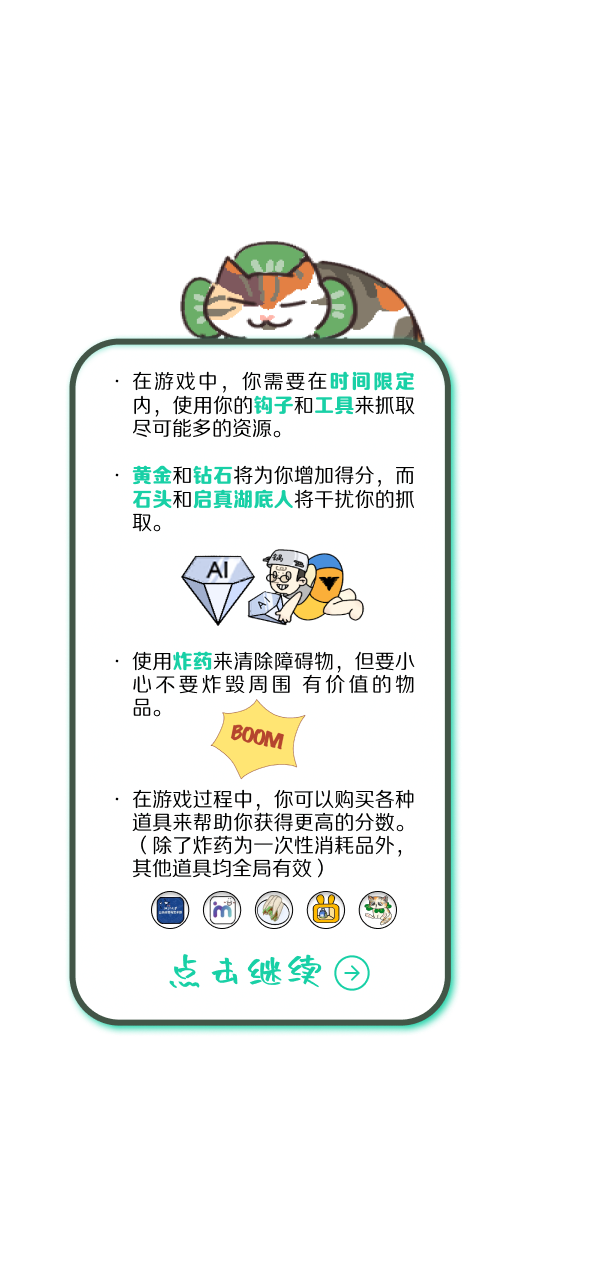 · 在游戏中，你需要在时间限定
内，使用你的钩子和工具来抓取
尽可能多的资源。
· 黄金和钻石将为你增加得分，而
石头和启真湖底人将干扰你的抓
取。
AI
锅
AI
· 使用炸药来清除障碍物，但要小
心不要炸毁周围 有价值的物
品。
BOOM
· 在游戏过程中，你可以购买各种
道具来帮助你获得更高的分数。
（除了炸药为一次性消耗品外，
其他道具均全局有效）
m
点击继续